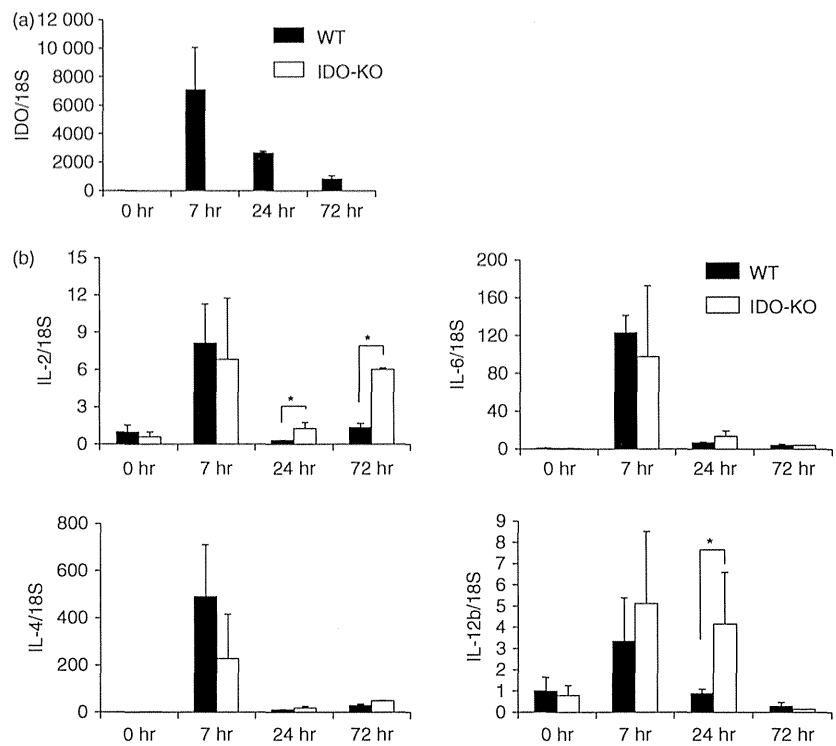 (a)
12 000
10 000
8000
6000
4000
2000
0
IDO/18S
WT
IDO-KO
0 hr 7 hr 24 hr 72 hr
(b)
15
12
9
6
3
0
IL-2/18S
*
*
0 hr 7 hr 24 hr 72 hr
200
160
120
80
40
0
IL-6/18S
WT
IDO-KO
0 hr 7 hr 24 hr 72 hr
800
600
400
200
0
IL-4/18S
0 hr 7 hr 24 hr 72 hr
9
8
7
6
5
4
3
2
1
0
IL-12b/18S
*
0 hr 7 hr 24 hr 72 hr